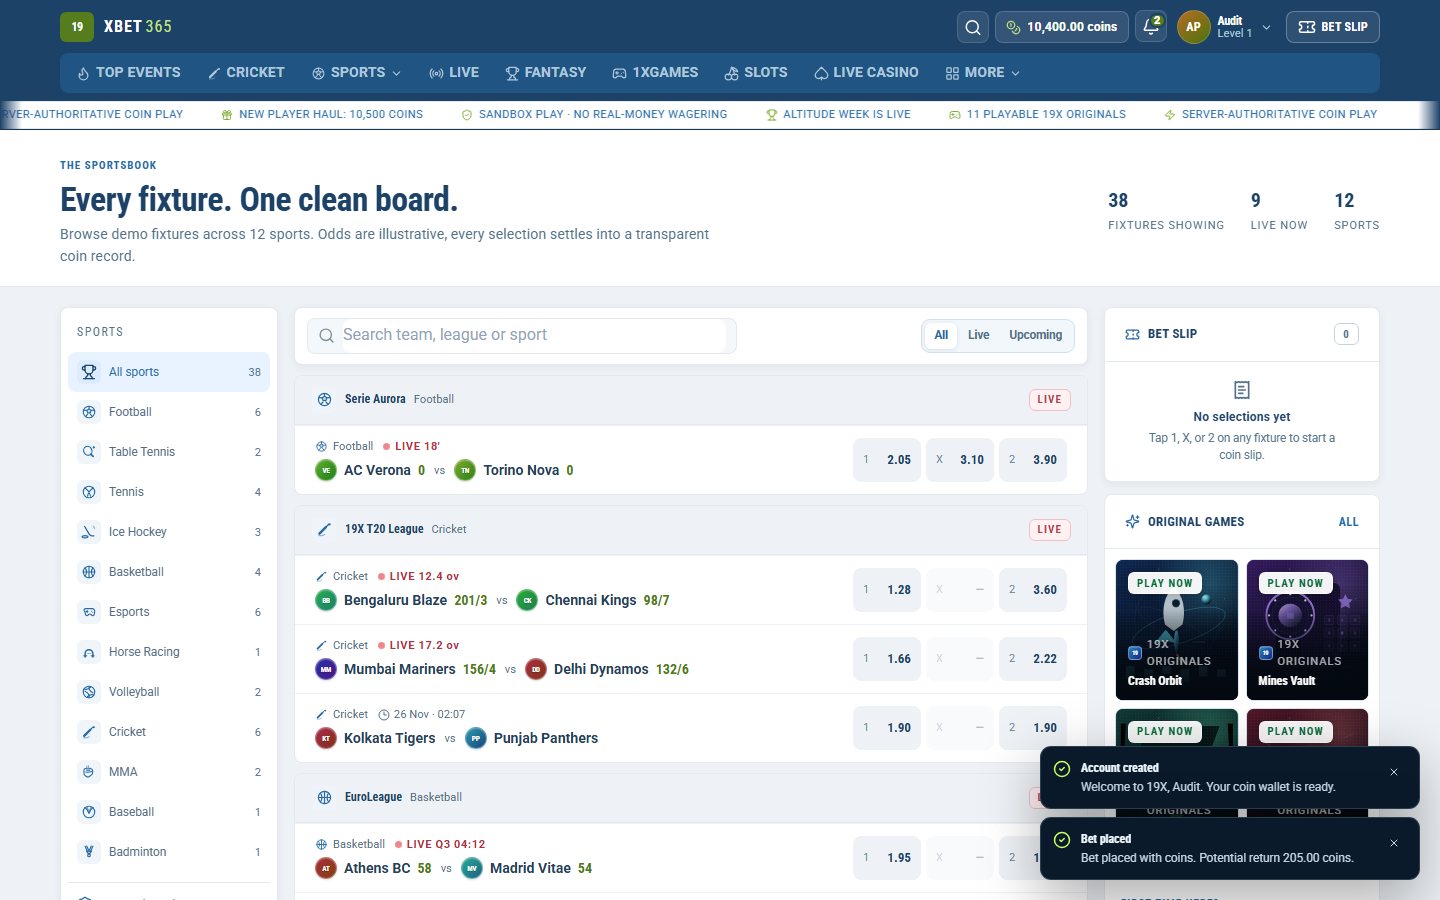 19 XBET 365
10,400.00 coins
2
AP
Audit
Level 1
BET SLIP
TOP EVENTS CRICKET SPORTS LIVE FANTASY 1XGAMES SLOTS LIVE CASINO MORE
RVER-AUTHORITATIVE COIN PLAY NEW PLAYER HAUL: 10,500 COINS SANDBOX PLAY · NO REAL-MONEY WAGERING ALTITUDE WEEK IS LIVE 11 PLAYABLE 19X ORIGINALS SERVER-AUTHORITATIVE COIN PLAY
THE SPORTSBOOK
Every fixture. One clean board.
Browse demo fixtures across 12 sports. Odds are illustrative, every selection settles into a transparent
coin record.
38 9 12
FIXTURES SHOWING LIVE NOW SPORTS
SPORTS
All sports 38
Football 6
Table Tennis 2
Tennis 4
Ice Hockey 3
Basketball 4
Esports 6
Horse Racing 1
Volleyball 2
Cricket 6
MMA 2
Baseball 1
Badminton 1
Search team, league or sport
All Live Upcoming
Serie Aurora Football LIVE
Football LIVE 18'
VE AC Verona 0 vs TN Torino Nova 0
1 2.05 X 3.10 2 3.90
19X T20 League Cricket LIVE
Cricket LIVE 12.4 ov
BB Bengaluru Blaze 201/3 vs CK Chennai Kings 98/7
1 1.28 X – 2 3.60
Cricket LIVE 17.2 ov
MM Mumbai Mariners 156/4 vs DD Delhi Dynamos 132/6
1 1.66 X – 2 2.22
Cricket 26 Nov · 02:07
KT Kolkata Tigers vs PP Punjab Panthers
1 1.90 X – 2 1.90
EuroLeague Basketball
Basketball LIVE Q3 04:12
AT Athens BC 58 vs MV Madrid Vitae 54
1 1.95 X – 2 1
BET SLIP 0
No selections yet
Tap 1, X, or 2 on any fixture to start a
coin slip.
ORIGINAL GAMES ALL
PLAY NOW PLAY NOW
19 19X ORIGINALS 19 19X ORIGINALS
Crash Orbit Mines Vault
PLAY NOW PLAY NOW
ORIGINALS ORIGINALS
Account created
Welcome to 19X, Audit. Your coin wallet is ready.
Bet placed
Bet placed with coins. Potential return 205.00 coins.